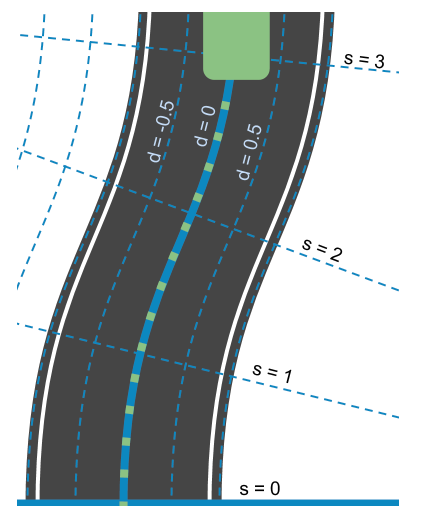 s = 3
d = -0.5
d = 0
d = 0.5
s = 2
s = 1
s = 0